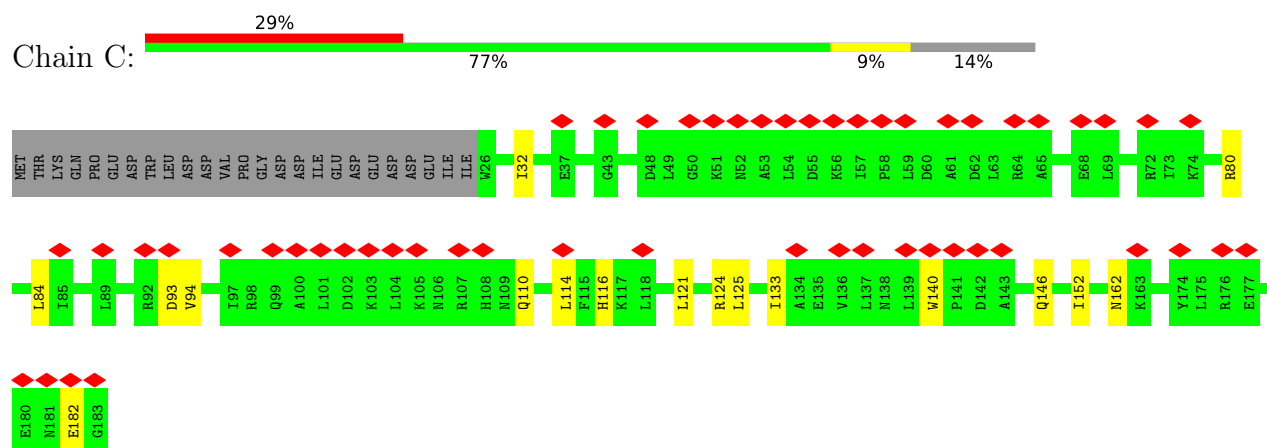 29%
Chain C:
77% 9% 14%
MET THR LYS GLN PRO GLU ASP TRP LEU ASP ASP VAL PRO GLY ASP ASP ILE GLU ASP GLU ASP ASP GLU ILE ILE W26 I32 E37 G43 D48 L49 G50 K51 N52 A53 L54 D55 K56 I57 P58 L59 D60 A61 D62 L63 R64 A65 E68 L69 R72 I73 K74 R80
L84 I85 L89 R92 D93 V94 I97 R98 Q99 A100 L101 D102 K103 L104 K105 N106 R107 H108 N109 Q110 L114 F115 H116 K117 L118 L121 R124 L125 I133 A134 E135 V136 L137 N138 L139 W140 P141 D142 A143 Q146 I152 N162 K163 Y174 L175 R176 E177
E180 N181 E182 G183